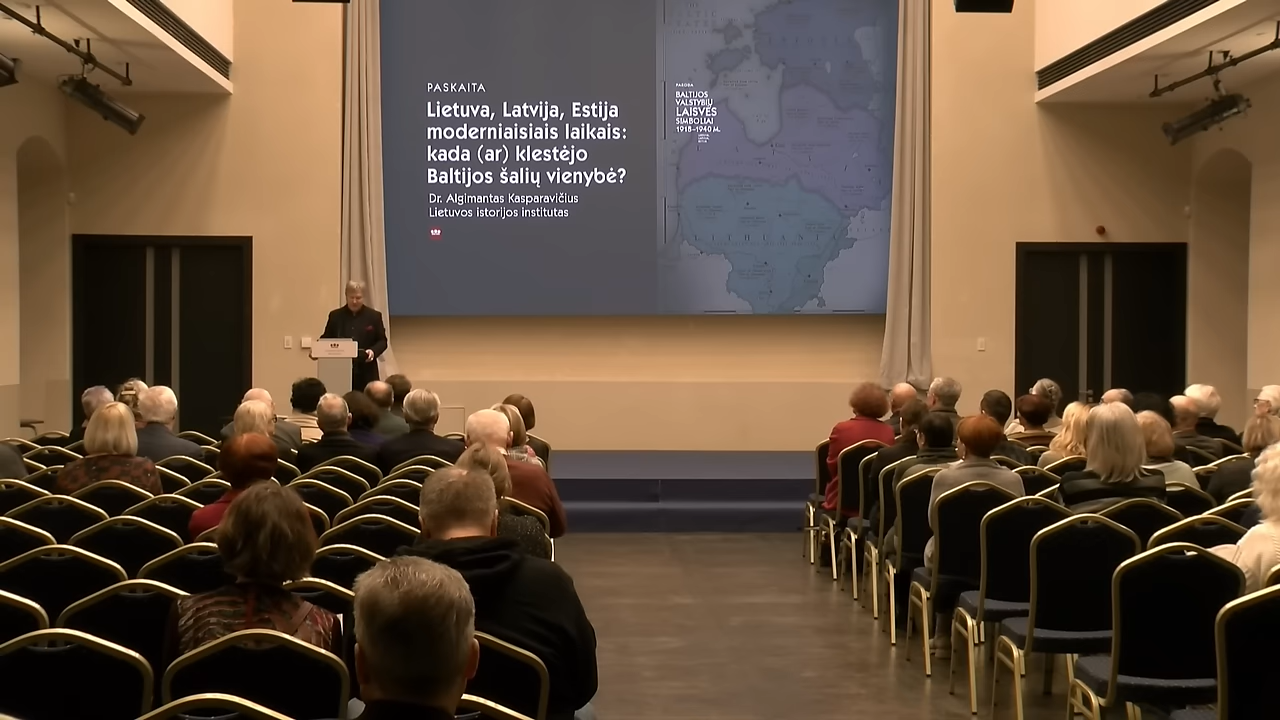 PASKAITA
Lietuva, Latvija, Estija
moderniaisiais laikais:
kada (ar) klestėjo
Baltijos šalių vienybė?
Dr. Algimantas Kasparavičius
Lietuvos istorijos institutas
PARODA
BALTIJOS
VALSTYBIŲ
LAISVĖS
SIMBOLIAI
1918–1940 M.